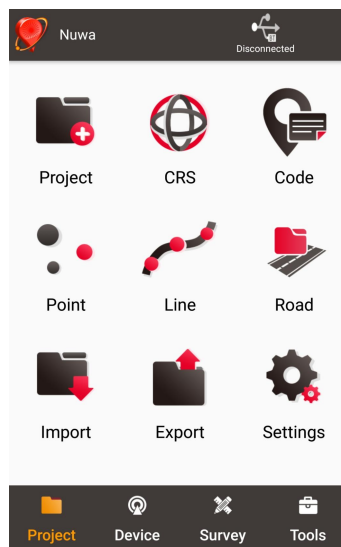 Nuwa
Disconnected
Project CRS Code
Point Line Road
Import Export Settings
Project Device Survey Tools